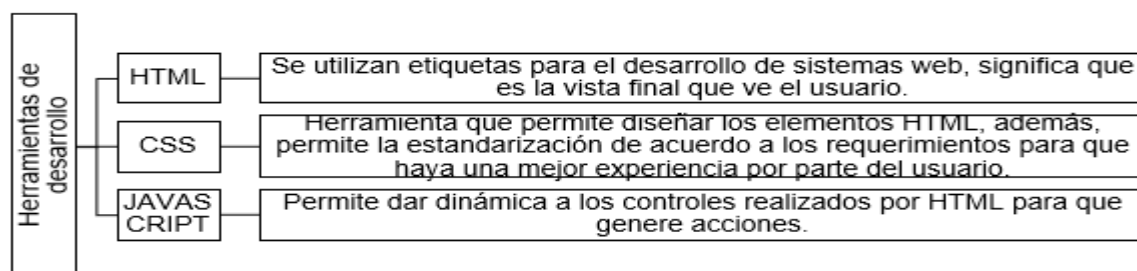 Herramientas de
desarrollo
HTML
Se utilizan etiquetas para el desarrollo de sistemas web, significa que
es la vista final que ve el usuario.
CSS
Herramienta que permite diseñar los elementos HTML, además,
permite la estandarización de acuerdo a los requerimientos para que
haya una mejor experiencia por parte del usuario.
JAVAS
CRIPT
Permite dar dinámica a los controles realizados por HTML para que
genere acciones.